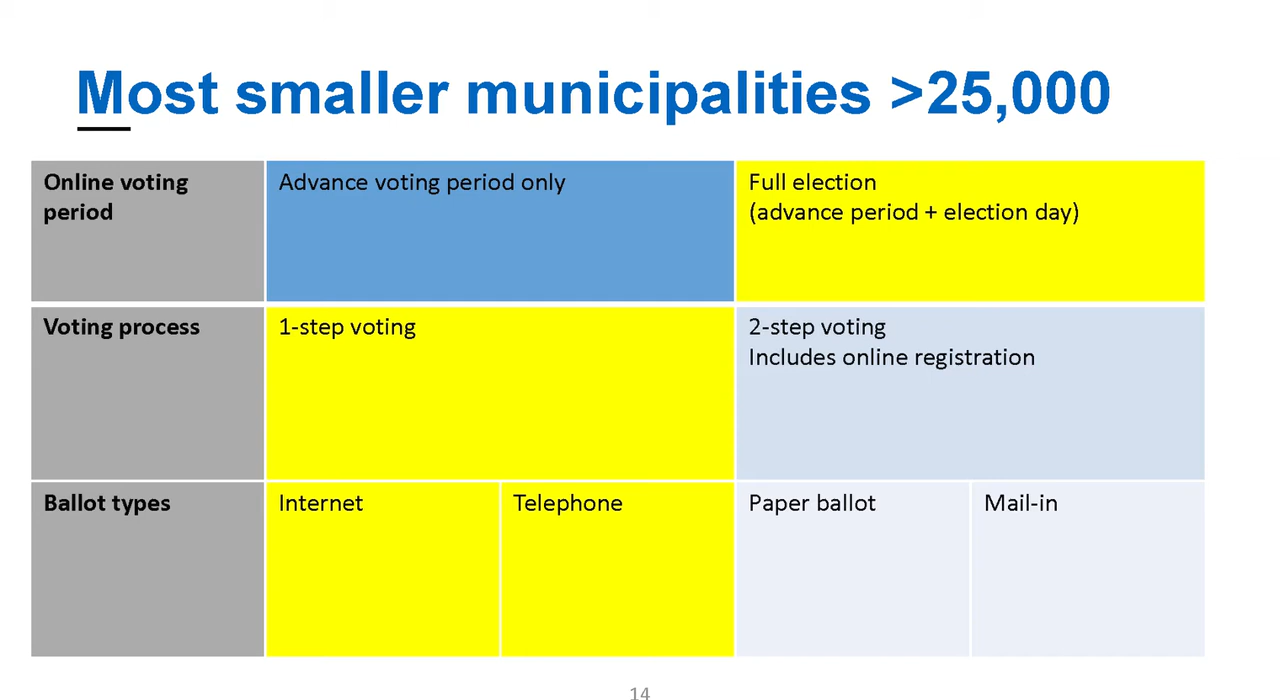 Most smaller municipalities >25,000
Online voting
period
Advance voting period only
Full election
(advance period + election day)
Voting process
1-step voting
2-step voting
Includes online registration
Ballot types
Internet
Telephone
Paper ballot
Mail-in
14